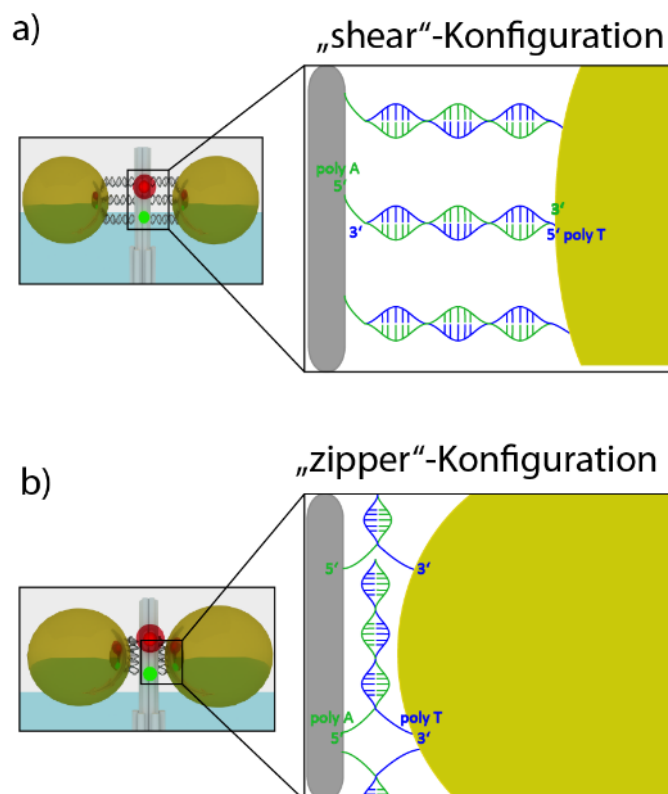 a)
„shear“-Konfiguration
poly A
5‘
3‘
3‘
5‘ poly T
b)
„zipper“-Konfiguration
5‘
3‘
poly A
poly T
5‘
3‘